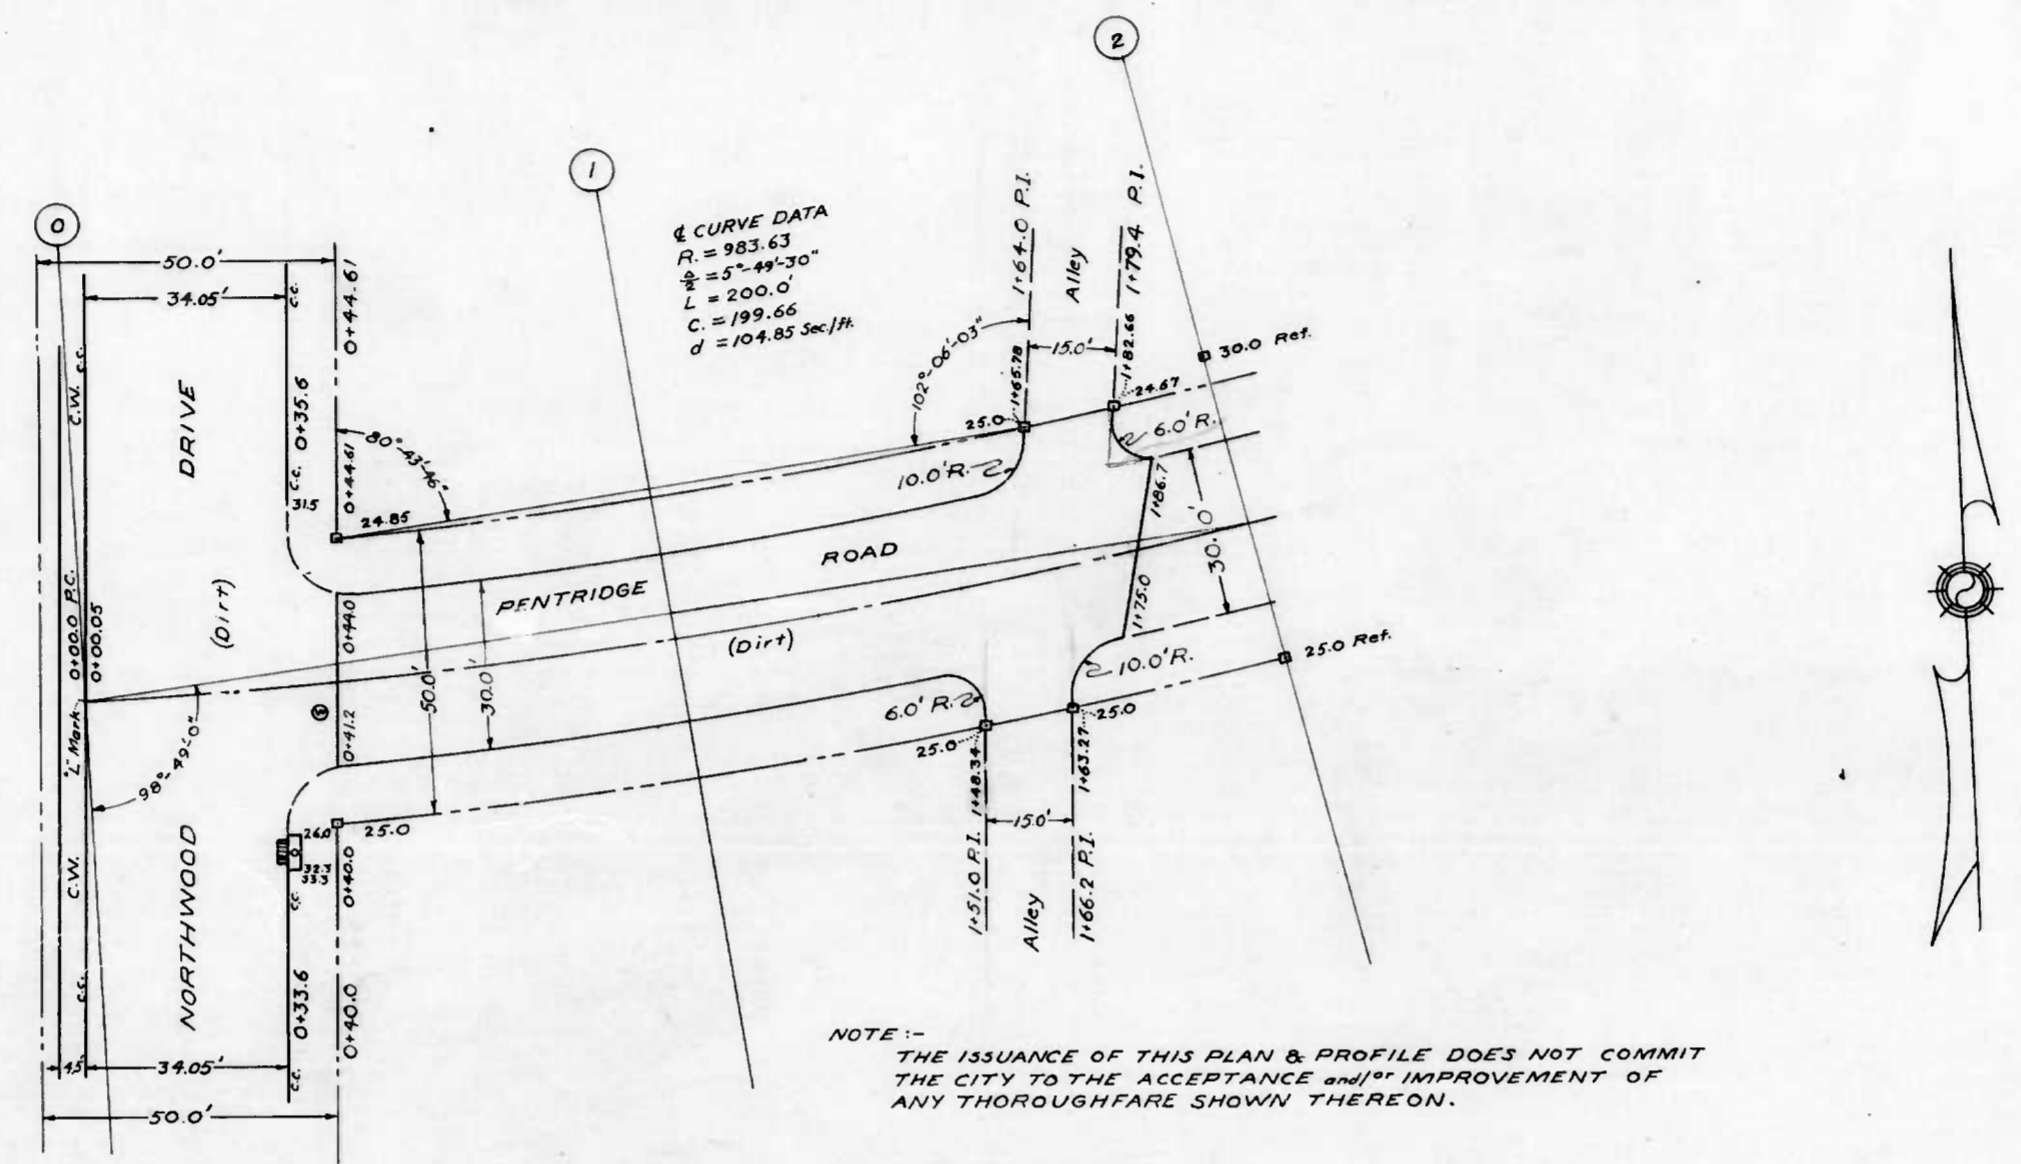 2
1
0
50.0'
34.05'
C.C.
0+44.61
₵ CURVE DATA
R. = 983.63
Δ/2 = 5°-49'-30"
L = 200.0'
C. = 199.66
d = 104.85 Sec./ft.
1+64.0 P.I.
Alley
1+79.4 P.I.
102°-06'-03"
15.0'
1+65.78
1+82.66
30.0 Ref.
24.67
25.0
6.0' R.
10.0' R.
C.C.
C.W.
DRIVE
0+35.6
C.C.
31.5
0+44.61
80°-43'-46"
24.85
1+86.7
30.0'
ROAD
PENTRIDGE
(Dirt)
(Dirt)
1+75.0
0+00.0 P.C.
0+00.05
0+44.0
50.0'
30.0'
25.0 Ref.
10.0' R.
6.0' R.
25.0
25.0
"L" Mark
98°-49'-0"
0+41.2
26.0
32.3
33.3
25.0
0+40.0
1+48.34
1+63.27
15.0'
1+51.0 P.I.
Alley
1+66.2 P.I.
C.W.
NORTHWOOD
C.C.
C.C.
0+33.6
0+40.0
4.5
34.05'
C.C.
50.0'
NOTE :-
THE ISSUANCE OF THIS PLAN & PROFILE DOES NOT COMMIT
THE CITY TO THE ACCEPTANCE and/or IMPROVEMENT OF
ANY THOROUGHFARE SHOWN THEREON.